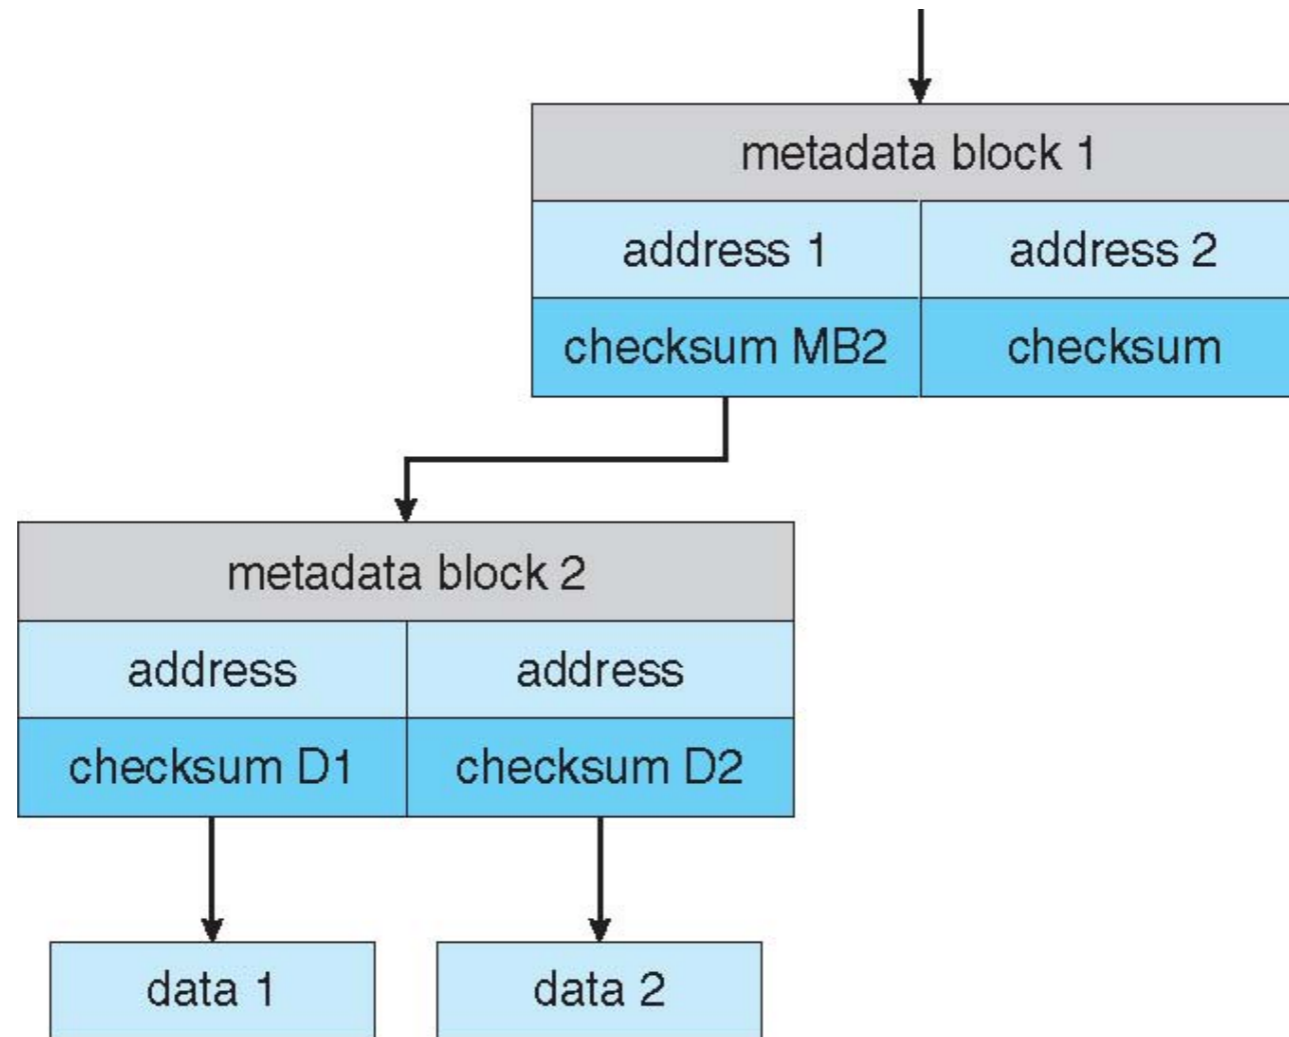 metadata block 1
address 1 address 2
checksum MB2 checksum
metadata block 2
address address
checksum D1 checksum D2
data 1 data 2